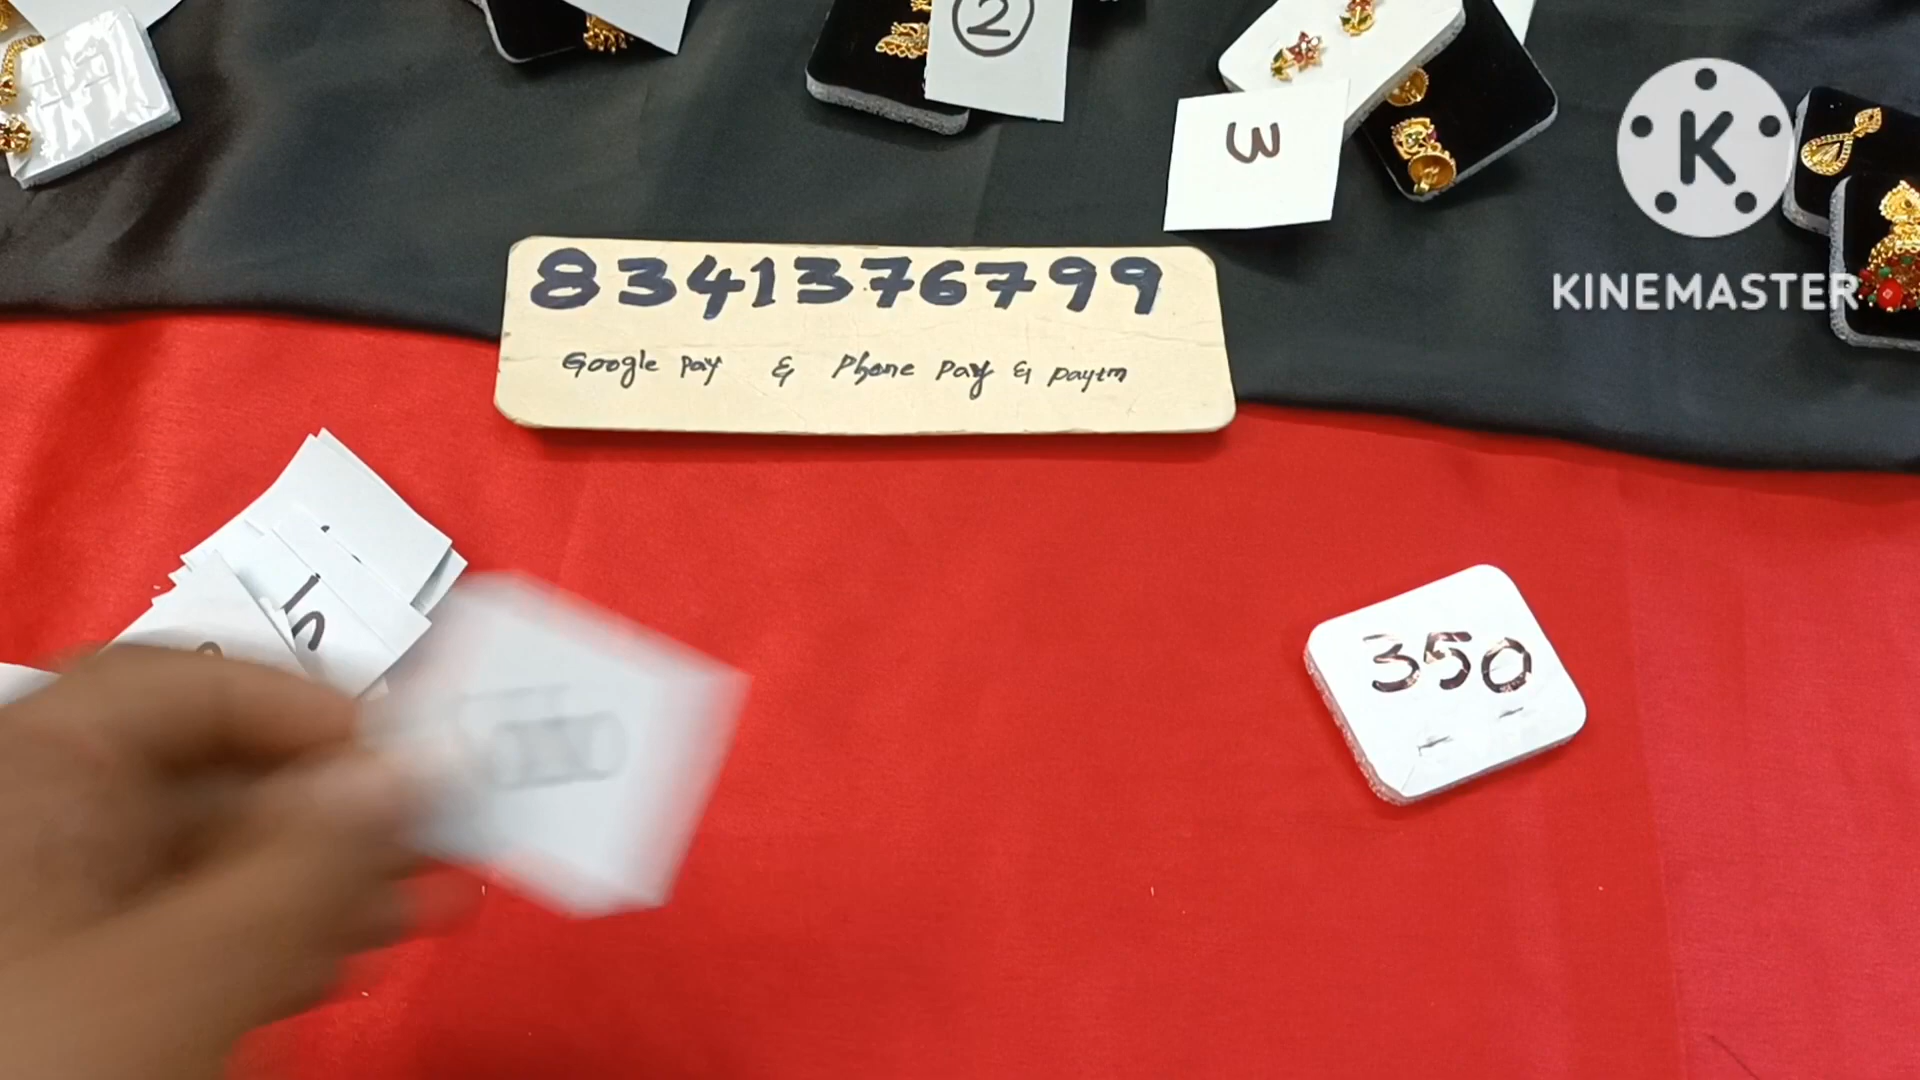 2
3
K
KINEMASTER
8341376799
Google Pay & Phone Pay & Paytm
350